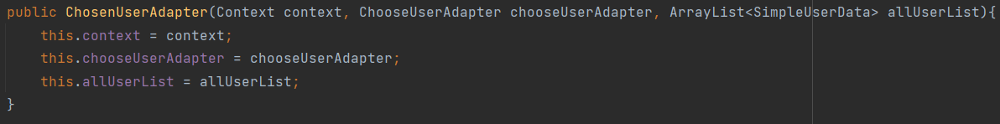 public ChosenUserAdapter(Context context, ChooseUserAdapter chooseUserAdapter, ArrayList<SimpleUserData> allUserList){
    this.context = context;
    this.chooseUserAdapter = chooseUserAdapter;
    this.allUserList = allUserList;
}